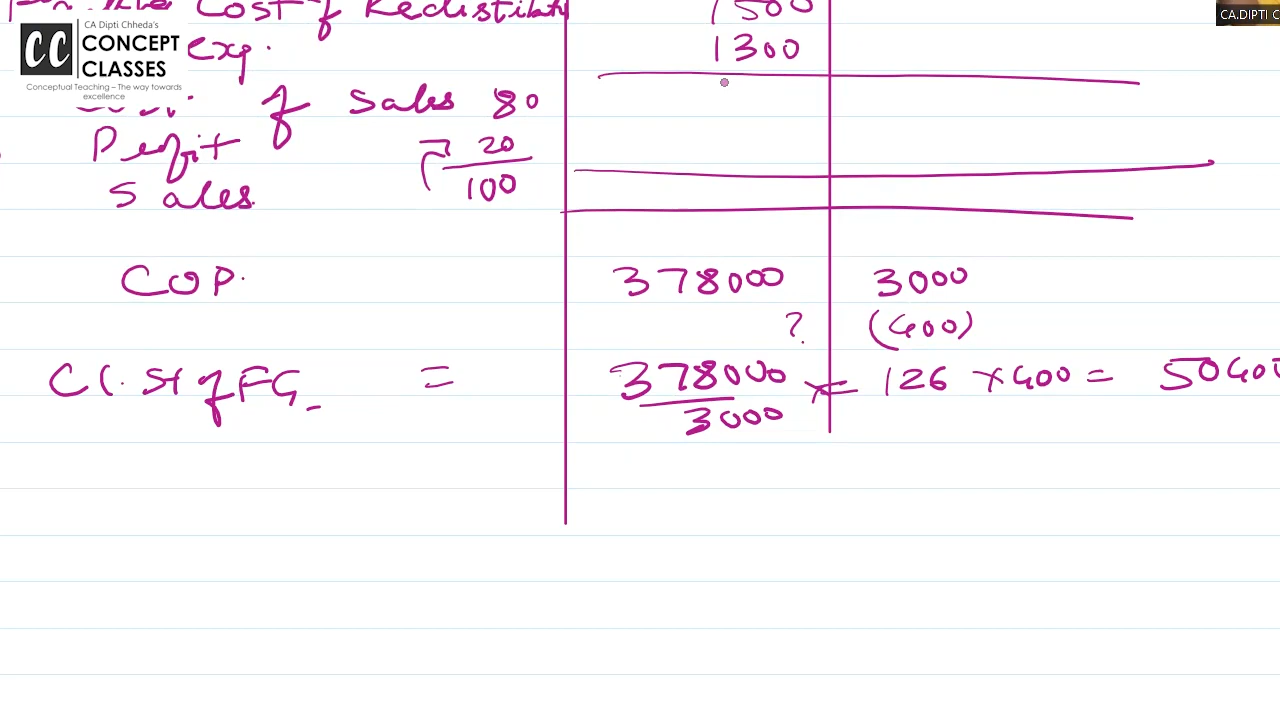 Cost of Redistilati 1500
CA.DIPTI C
CA Dipti Chheda's
CC CONCEPT CLASSES
Conceptual Teaching – The way towards excellence
exp. 1300
of Sales 80
Profit 20
Sales. 100
COP. 378000 3000
? (400)
Cl. St of FG = 378000 = 126 × 400 = 50400
3000